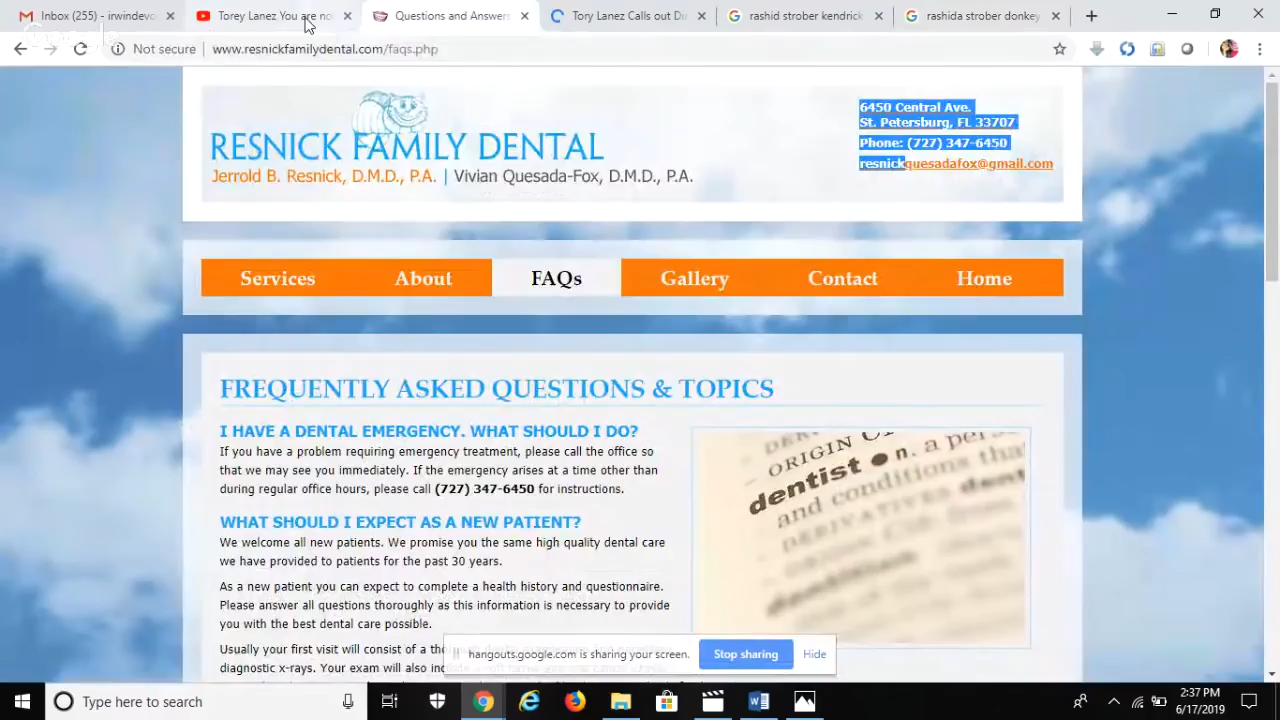 Inbox (255) - irwindevo
Torey Lanez You are no
Questions and Answers
Tory Lanez Calls out Di
rashid strober kendrick
rashida strober donkey
Not secure
www.resnickfamilydental.com/faqs.php
RESNICK FAMILY DENTAL
Jerrold B. Resnick, D.M.D., P.A. | Vivian Quesada-Fox, D.M.D., P.A.
6450 Central Ave.
St. Petersburg, FL 33707
Phone: (727) 347-6450
resnickquesadafox@gmail.com
Services
About
FAQs
Gallery
Contact
Home
FREQUENTLY ASKED QUESTIONS & TOPICS
I HAVE A DENTAL EMERGENCY. WHAT SHOULD I DO?
If you have a problem requiring emergency treatment, please call the office so
that we may see you immediately. If the emergency arises at a time other than
during regular office hours, please call (727) 347-6450 for instructions.
WHAT SHOULD I EXPECT AS A NEW PATIENT?
We welcome all new patients. We promise you the same high quality dental care
we have provided to patients for the past 30 years.
As a new patient you can expect to complete a health history and questionnaire.
Please answer all questions thoroughly as this information is necessary to provide
you with the best dental care possible.
Usually your first visit will consist of a
diagnostic x-rays. Your exam will also
ORIGIN
dentist ● n. a pers
and conditions tha
DERIVATIVES dent
hangouts.google.com is sharing your screen.
Stop sharing
Hide
Type here to search
2:37 PM
6/17/2019